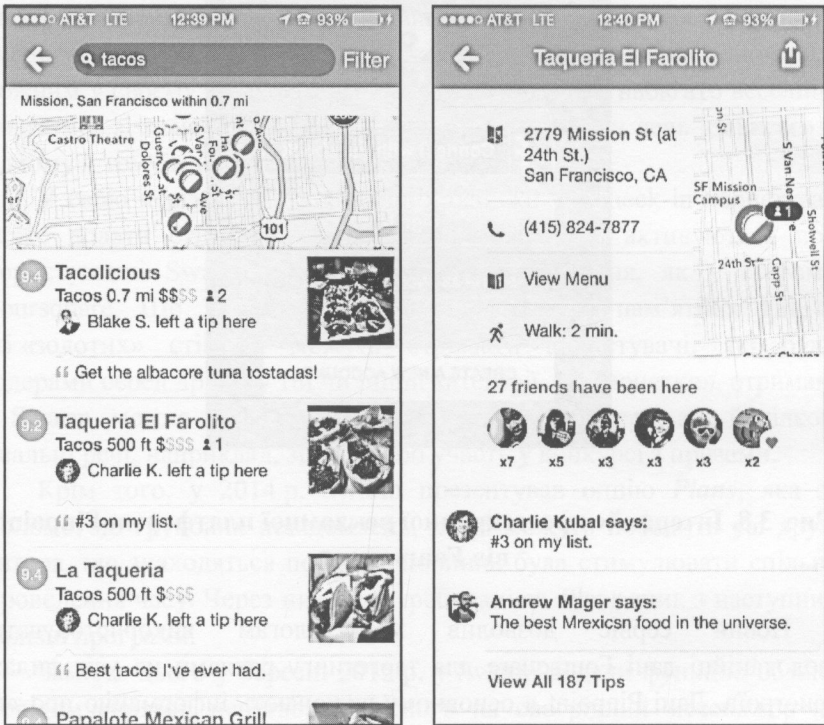 AT&T LTE 12:39 PM 93%
tacos Filter
Mission, San Francisco within 0.7 mi
Castro Theatre
Dolores St
Guerrero St
S Van
Ave
101
9.4 Tacolicious
Tacos 0.7 mi $$$$ 2
Blake S. left a tip here
“ Get the albacore tuna tostadas!
9.2 Taqueria El Farolito
Tacos 500 ft $$$$ 1
Charlie K. left a tip here
“ #3 on my list.
9.4 La Taqueria
Tacos 500 ft $$$$
Charlie K. left a tip here
“ Best tacos I've ever had.
Papalote Mexican Grill
AT&T LTE 12:40 PM 93%
Taqueria El Farolito
2779 Mission St (at
24th St.)
San Francisco, CA
(415) 824-7877
View Menu
Walk: 2 min.
SF Mission
Campus
1
S Van Nes
Shotwell St
24th St
Capp St
27 friends have been here
x7 x5 x3 x3 x3 x2
Charlie Kubal says:
#3 on my list.
Andrew Mager says:
The best Mrexicsn food in the universe.
View All 187 Tips